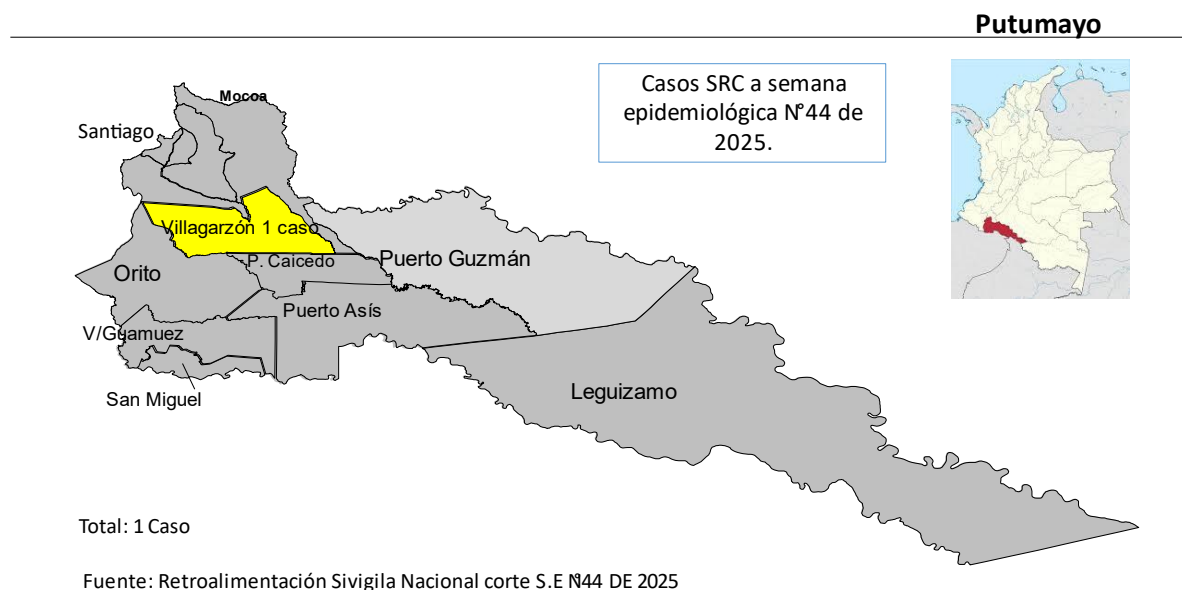 Putumayo
Casos SRC a semana
epidemiológica N°44 de
2025.
Mocoa
Santiago
Villagarzón 1 caso
P. Caicedo
Puerto Guzmán
Orito
Puerto Asís
V/Guamuez
San Miguel
Leguizamo
Total: 1 Caso
Fuente: Retroalimentación Sivigila Nacional corte S.E N°44 DE 2025